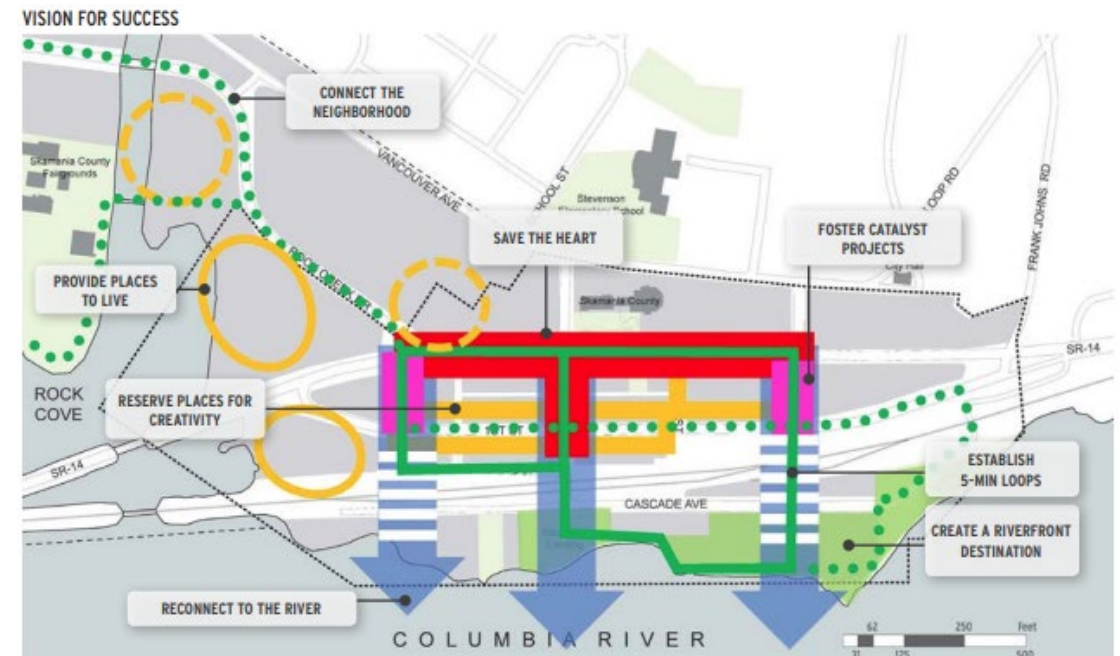 VISION FOR SUCCESS
CONNECT THE
NEIGHBORHOOD
Skamania County
Fairgrounds
VANCOUVER AVE
Stevenson
School
LOOP RD
FRANK JOHNS RD
SAVE THE HEART
FOSTER CATALYST
PROJECTS
City Hall
PROVIDE PLACES
TO LIVE
Skamania County
SR-14
ROCK
COVE
RESERVE PLACES FOR
CREATIVITY
ST
SR-14
ESTABLISH
5-MIN LOOPS
CASCADE AVE
CREATE A RIVERFRONT
DESTINATION
RECONNECT TO THE RIVER
COLUMBIA RIVER
62
250
Feet
125
500